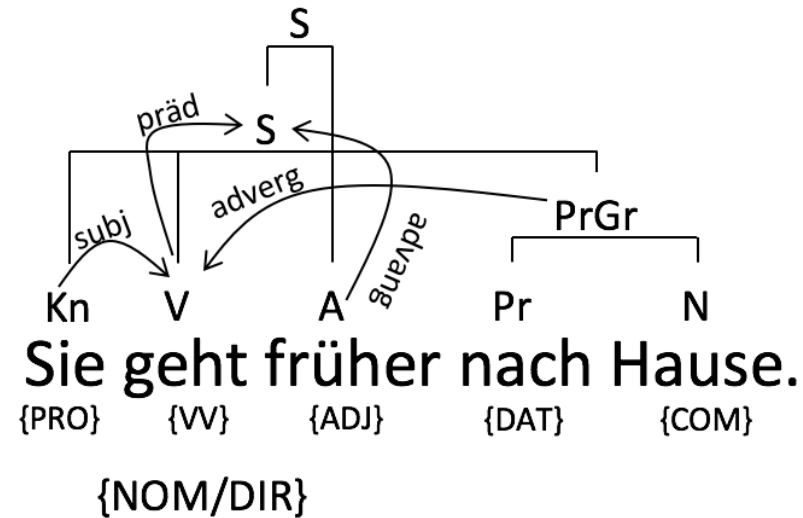 S
präd S
adverg
subj advang PrGr
Kn V A Pr N
Sie geht früher nach Hause.
{PRO} {VV} {ADJ} {DAT} {COM}
{NOM/DIR}